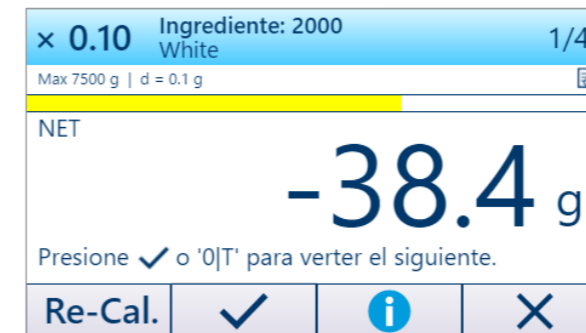 × 0.10 Ingrediente: 2000 1/4
White
Max 7500 g | d = 0.1 g
NET
-38.4 g
Presione ✓ o '0|T' para verter el siguiente.
Re-Cal. ✓ i ×